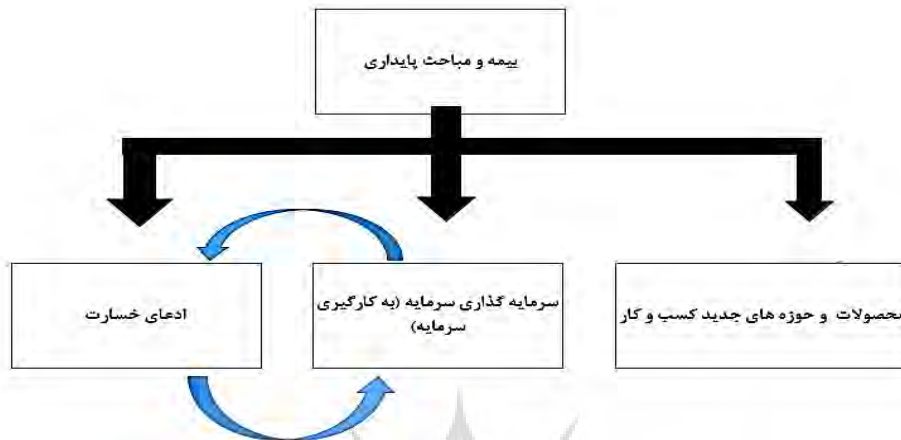 بیمه و مباحث پایداری
محصولات و حوزه های جدید کسب و کار
سرمایه گذاری سرمایه (به کارگیری
سرمایه)
ادعای خسارت